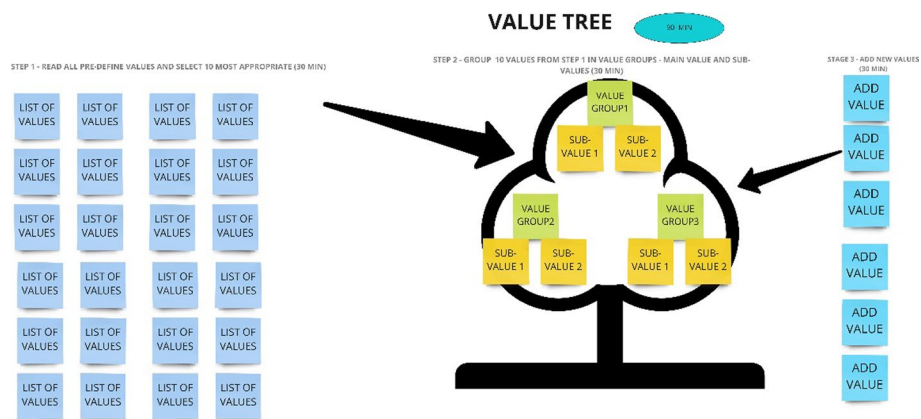 VALUE TREE
90 MIN
STEP 1 - READ ALL PRE-DEFINE VALUES AND SELECT 10 MOST APPROPRIATE (30 MIN)
LIST OF
VALUES
LIST OF
VALUES
LIST OF
VALUES
LIST OF
VALUES
LIST OF
VALUES
LIST OF
VALUES
LIST OF
VALUES
LIST OF
VALUES
LIST OF
VALUES
LIST OF
VALUES
LIST OF
VALUES
LIST OF
VALUES
LIST OF
VALUES
LIST OF
VALUES
LIST OF
VALUES
LIST OF
VALUES
LIST OF
VALUES
LIST OF
VALUES
LIST OF
VALUES
LIST OF
VALUES
LIST OF
VALUES
LIST OF
VALUES
LIST OF
VALUES
LIST OF
VALUES
STEP 2 - GROUP 10 VALUES FROM STEP 1 IN VALUE GROUPS - MAIN VALUE AND SUB-
VALUES (30 MIN)
VALUE
GROUP1
SUB-
VALUE 1
SUB-
VALUE 2
VALUE
GROUP2
SUB-
VALUE 1
SUB-
VALUE 2
VALUE
GROUP3
SUB-
VALUE 1
SUB-
VALUE 2
STAGE 3 - ADD NEW VALUES
(30 MIN)
ADD
VALUE
ADD
VALUE
ADD
VALUE
ADD
VALUE
ADD
VALUE
ADD
VALUE